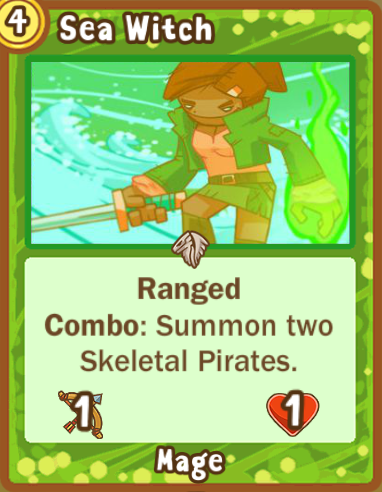 4
Sea Witch
Ranged
Combo: Summon two
Skeletal Pirates.
1
1
Mage